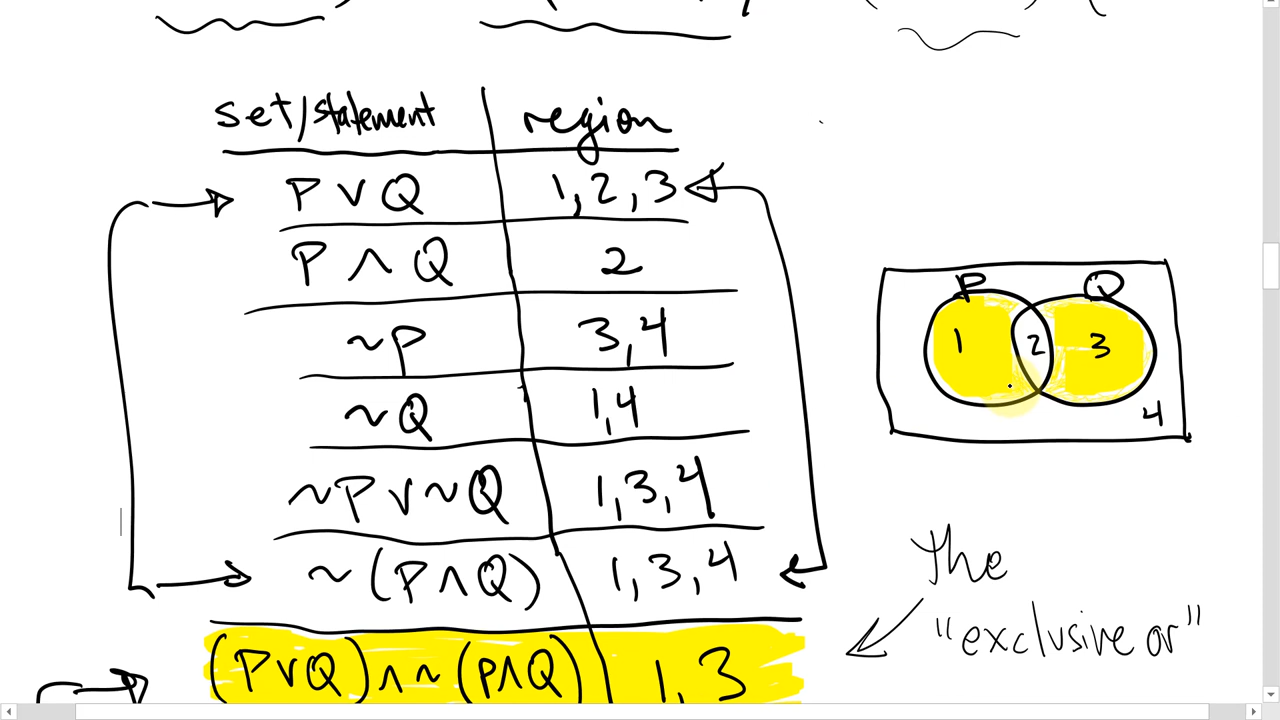 set/statement region
P ∨ Q 1, 2, 3
P ∧ Q 2
~P 3, 4
~Q 1, 4
~P ∨ ~Q 1, 3, 4
~(P ∧ Q) 1, 3, 4
(P∨Q) ∧ ~(P∧Q) 1, 3
P Q
1 2 3
4
The
"exclusive or"